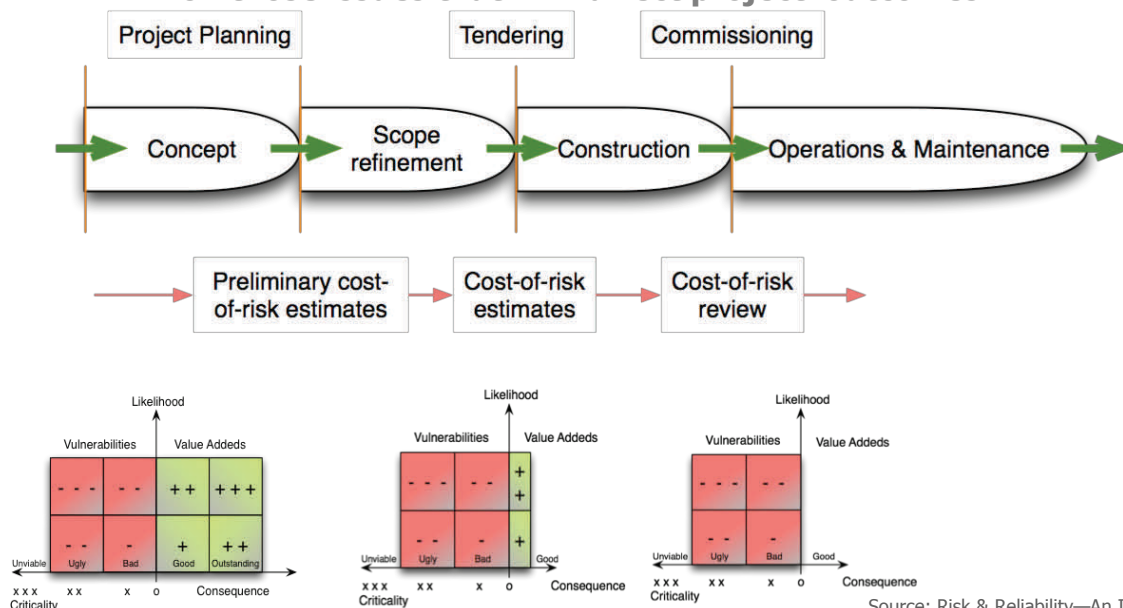 Project Planning
Tendering
Commissioning
Concept
Scope
refinement
Construction
Operations & Maintenance
Preliminary cost-
of-risk estimates
Cost-of-risk
estimates
Cost-of-risk
review
Likelihood
Vulnerabilities
Value Addeds
- - -
- -
+ +
+ + +
- -
-
+
+ +
Unviable
Ugly
Bad
Good
Outstanding
x x x
x x
x
o
Consequence
Criticality
Likelihood
Vulnerabilities
Value Addeds
- - -
- -
+
+
- -
-
+
Unviable
Ugly
Bad
Good
x x x
x x
x
o
Consequence
Criticality
Likelihood
Vulnerabilities
Value Addeds
- - -
- -
- -
-
Unviable
Ugly
Bad
Good
x x x
x x
x
o
Consequence
Criticality
Source: Risk & Reliability—An